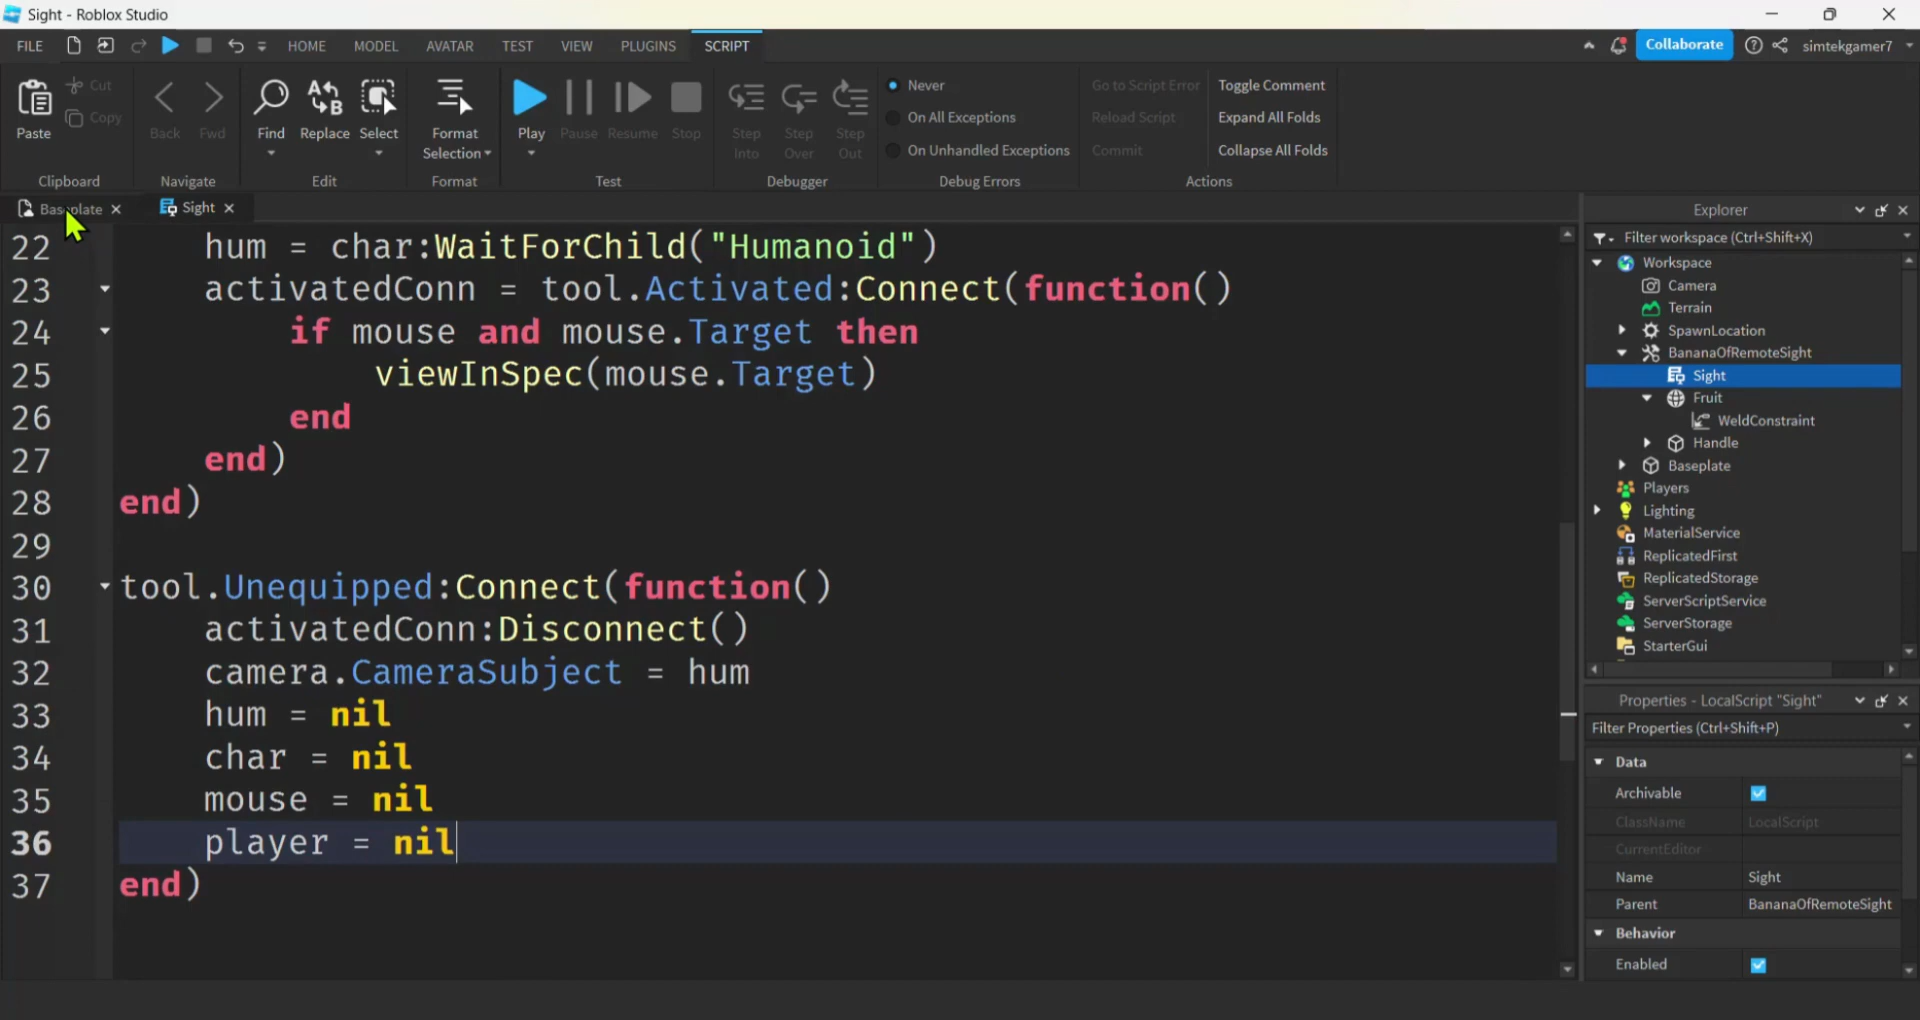 Sight - Roblox Studio
FILE HOME MODEL AVATAR TEST VIEW PLUGINS SCRIPT Collaborate simtekgamer7
Paste Cut Copy
Clipboard
Back Fwd
Navigate
Find Replace Select
Edit
Format
Selection
Format
Play Pause Resume Stop
Test
Step Into Step Over Step Out
Debugger
Never
On All Exceptions
On Unhandled Exceptions
Debug Errors
Go to Script Error
Reload Script
Commit
Toggle Comment
Expand All Folds
Collapse All Folds
Actions
Baseplate Sight
22 hum = char:WaitForChild("Humanoid")
23 activatedConn = tool.Activated:Connect(function()
24 if mouse and mouse.Target then
25 viewInSpec(mouse.Target)
26 end
27 end)
28 end)
29
30 tool.Unequipped:Connect(function()
31 activatedConn:Disconnect()
32 camera.CameraSubject = hum
33 hum = nil
34 char = nil
35 mouse = nil
36 player = nil
37 end)
Explorer
Filter workspace (Ctrl+Shift+X)
Workspace
Camera
Terrain
SpawnLocation
BananaOfRemoteSight
Sight
Fruit
WeldConstraint
Handle
Baseplate
Players
Lighting
MaterialService
ReplicatedFirst
ReplicatedStorage
ServerScriptService
ServerStorage
StarterGui
Properties - LocalScript "Sight"
Filter Properties (Ctrl+Shift+P)
Data
Archivable
ClassName LocalScript
CurrentEditor
Name Sight
Parent BananaOfRemoteSight
Behavior
Enabled